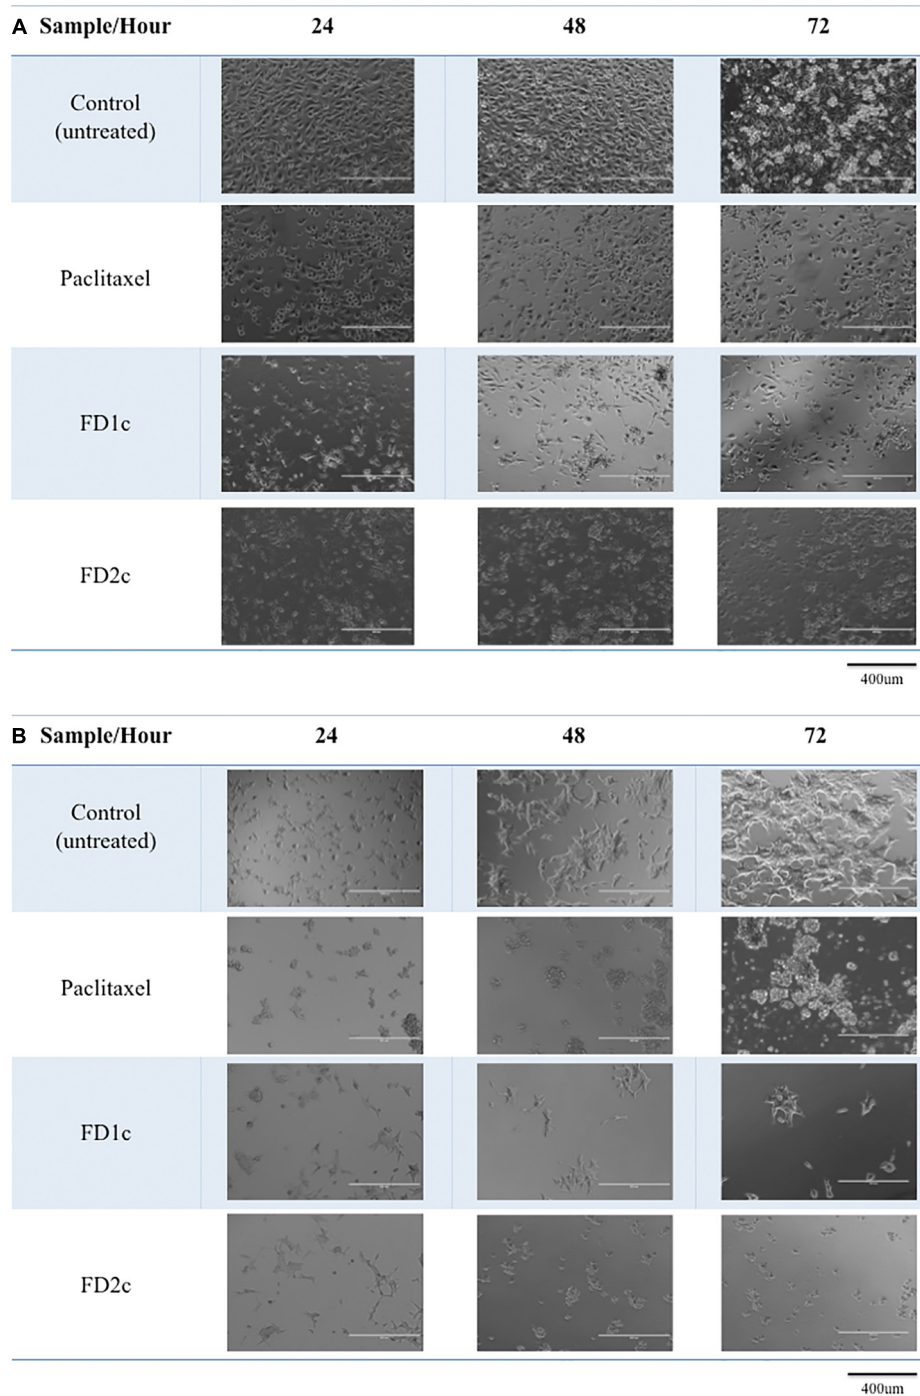 A Sample/Hour 24 48 72
Control
(untreated)
Paclitaxel
FD1c
FD2c
400um
B Sample/Hour 24 48 72
Control
(untreated)
Paclitaxel
FD1c
FD2c
400um